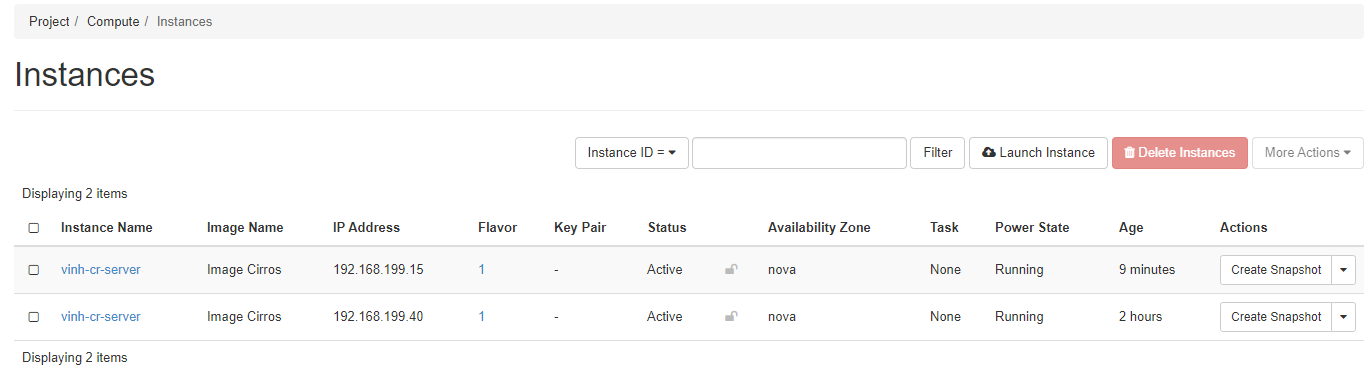 Project / Compute / Instances
Instances
Instance ID = Filter Launch Instance Delete Instances More Actions
Displaying 2 items
Instance Name Image Name IP Address Flavor Key Pair Status Availability Zone Task Power State Age Actions
vinh-cr-server Image Cirros 192.168.199.15 1 - Active nova None Running 9 minutes Create Snapshot
vinh-cr-server Image Cirros 192.168.199.40 1 - Active nova None Running 2 hours Create Snapshot
Displaying 2 items